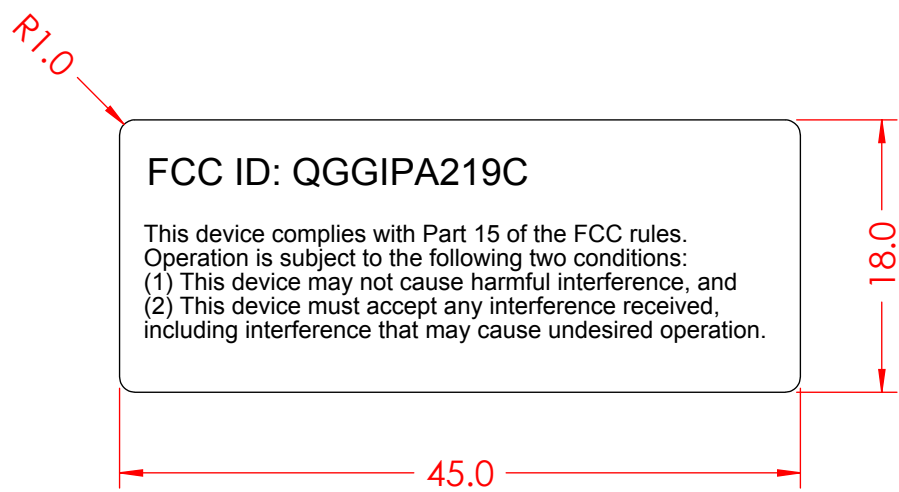 R1.0
FCC ID: QGGIPA219C
This device complies with Part 15 of the FCC rules.
Operation is subject to the following two conditions:
(1) This device may not cause harmful interference, and
(2) This device must accept any interference received,
including interference that may cause undesired operation.
18.0
45.0